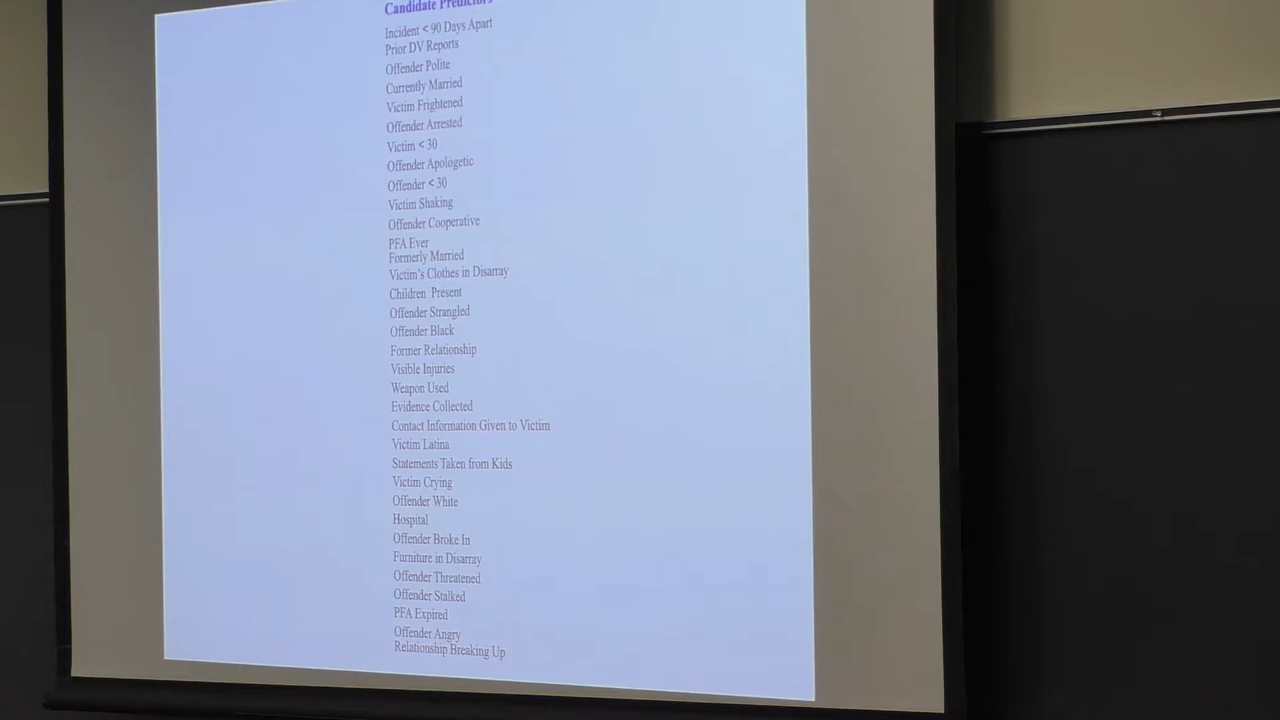 Candidate Predictors
Incident < 90 Days Apart
Prior DV Reports
Offender Polite
Currently Married
Victim Frightened
Offender Arrested
Victim < 30
Offender Apologetic
Offender < 30
Victim Shaking
Offender Cooperative
PFA Ever
Formerly Married
Victim's Clothes in Disarray
Children Present
Offender Strangled
Offender Black
Former Relationship
Visible Injuries
Weapon Used
Evidence Collected
Contact Information Given to Victim
Victim Latina
Statements Taken from Kids
Victim Crying
Offender White
Hospital
Offender Broke In
Furniture in Disarray
Offender Threatened
Offender Stalked
PFA Expired
Offender Angry
Relationship Breaking Up